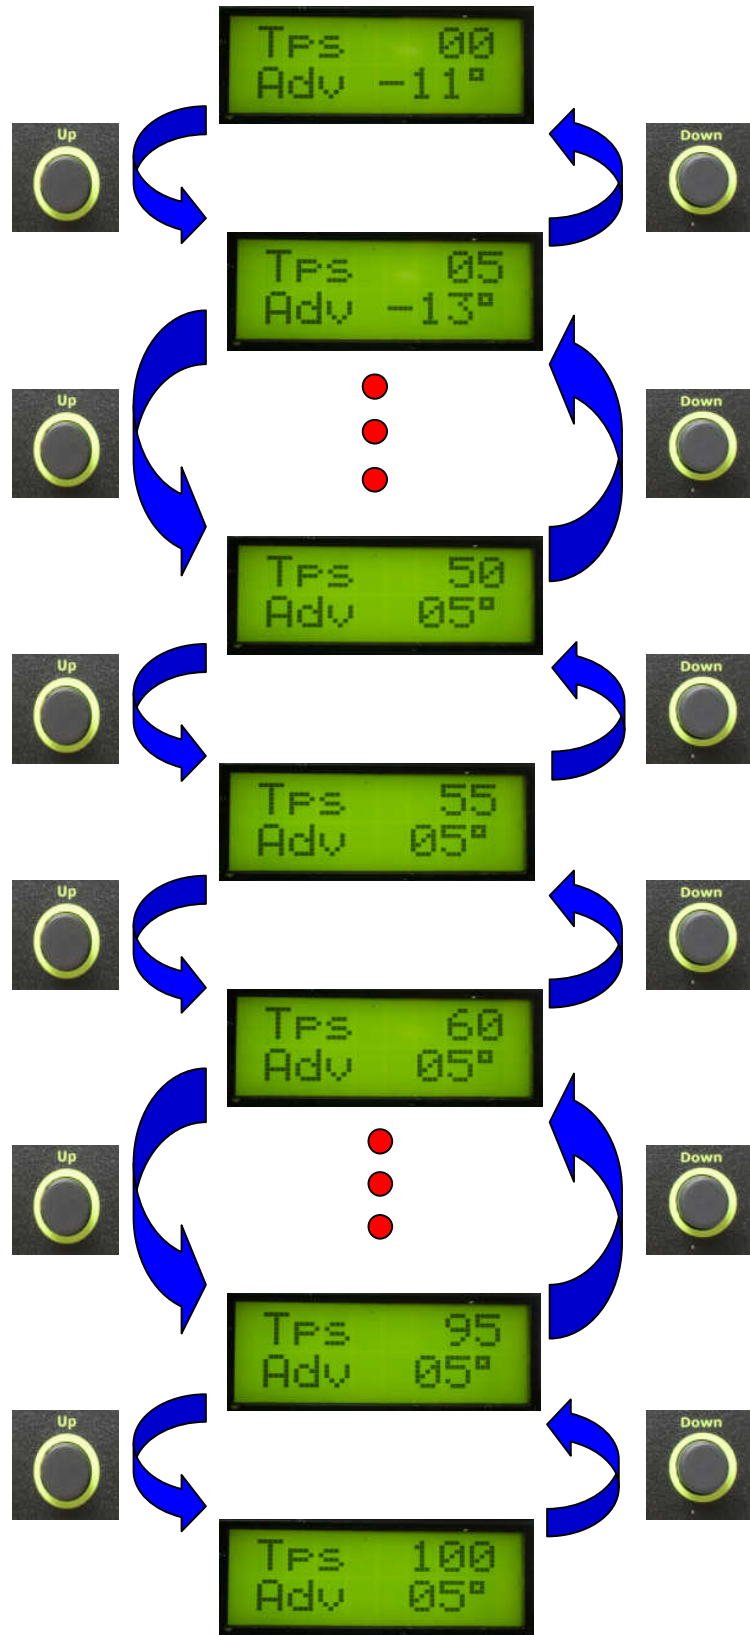 Tps 00
Adv -11°
Up
Down
Tps 05
Adv -13°
Up
Down
Tps 50
Adv 05°
Up
Down
Tps 55
Adv 05°
Up
Down
Tps 60
Adv 05°
Up
Down
Tps 95
Adv 05°
Up
Down
Tps 100
Adv 05°